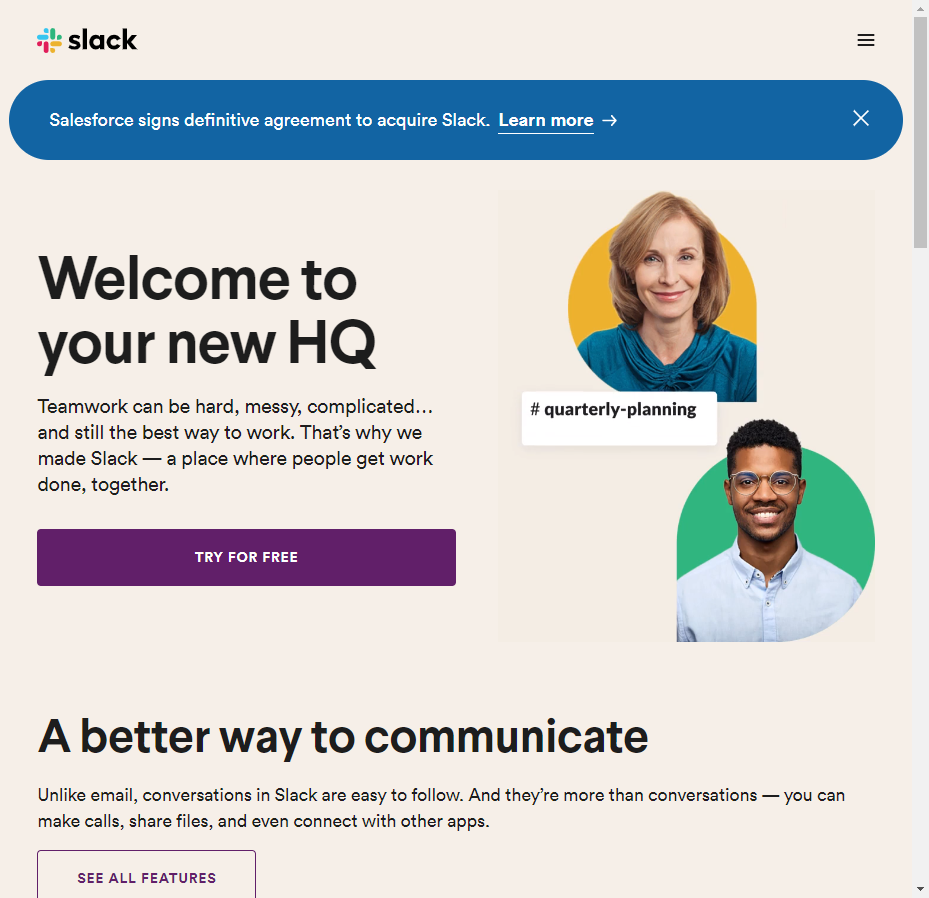 slack
Salesforce signs definitive agreement to acquire Slack. Learn more →
Welcome to
your new HQ
Teamwork can be hard, messy, complicated…
and still the best way to work. That’s why we
made Slack — a place where people get work
done, together.
TRY FOR FREE
# quarterly-planning
A better way to communicate
Unlike email, conversations in Slack are easy to follow. And they’re more than conversations — you can
make calls, share files, and even connect with other apps.
SEE ALL FEATURES